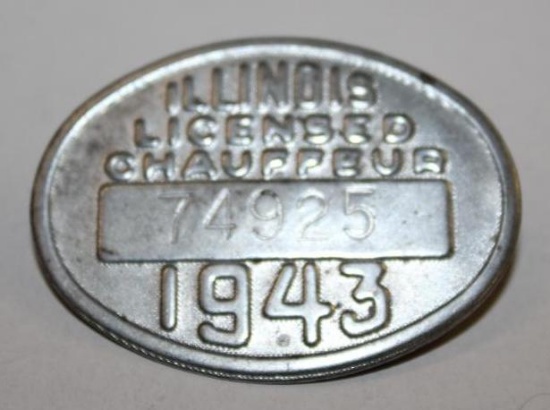 ILLINOIS
LICENSED
CHAUFFEUR
74925
1943